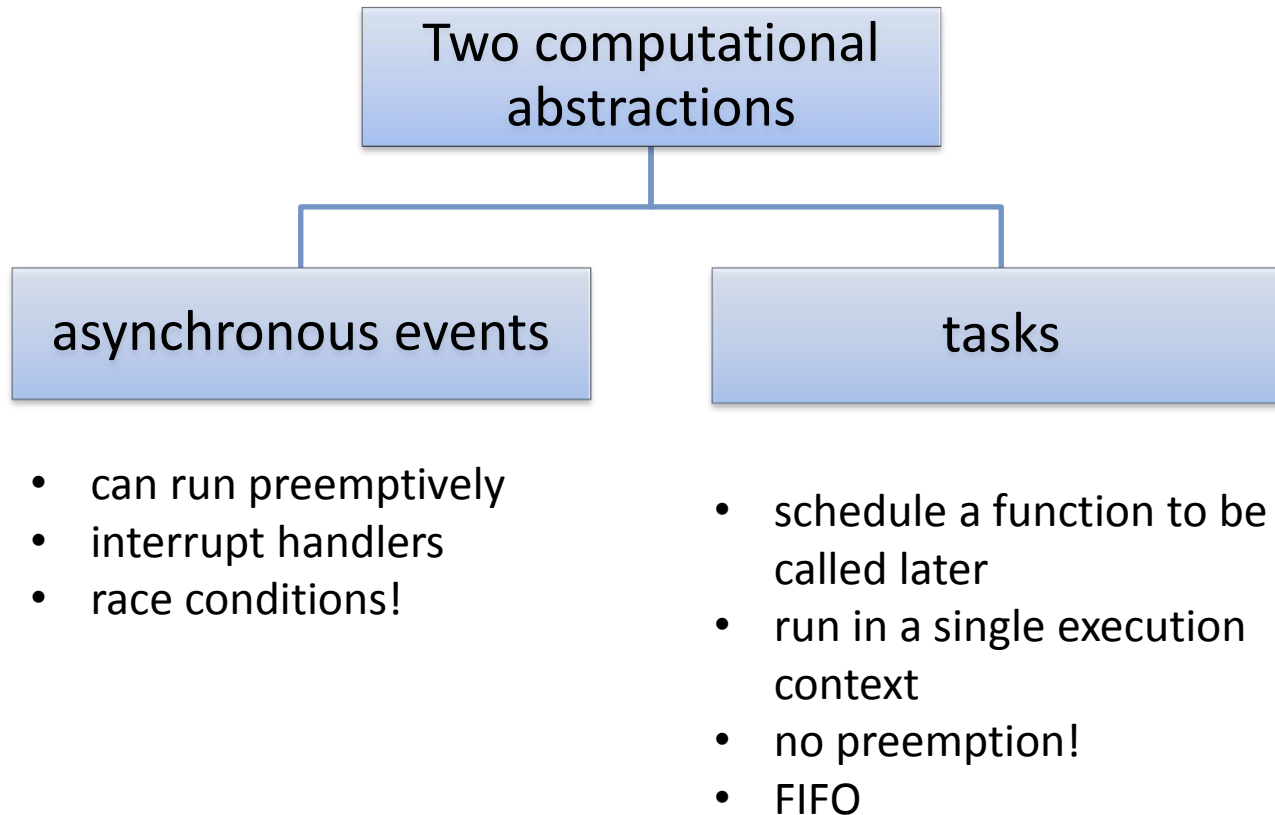 Two computational
abstractions
asynchronous events
tasks
• can run preemptively
• interrupt handlers
• race conditions!
• schedule a function to be
called later
• run in a single execution
context
• no preemption!
• FIFO